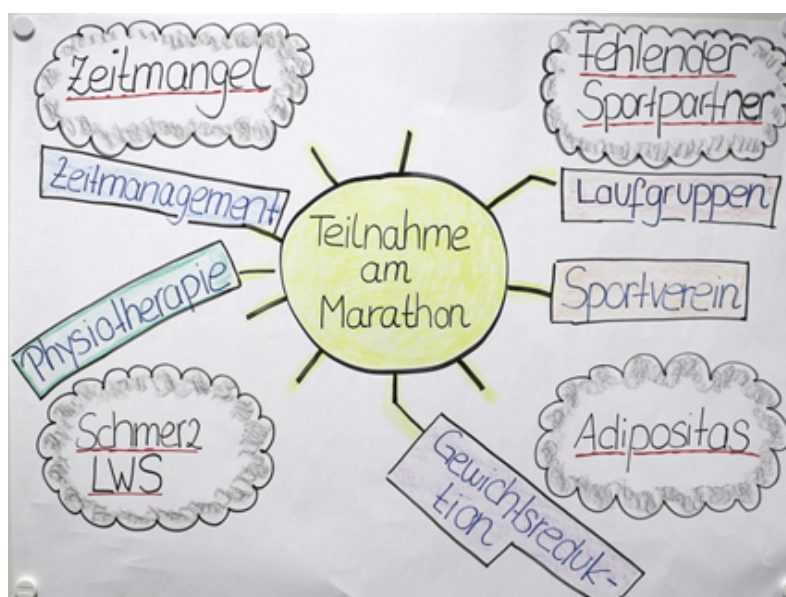 Zeitmangel
Fehlender
Sportpartner
Zeitmanagement
Laufgruppen
Teilnahme
am
Marathon
Physiotherapie
Sportverein
Schmerz
LWS
Adipositas
Gewichtsreduk-
tion